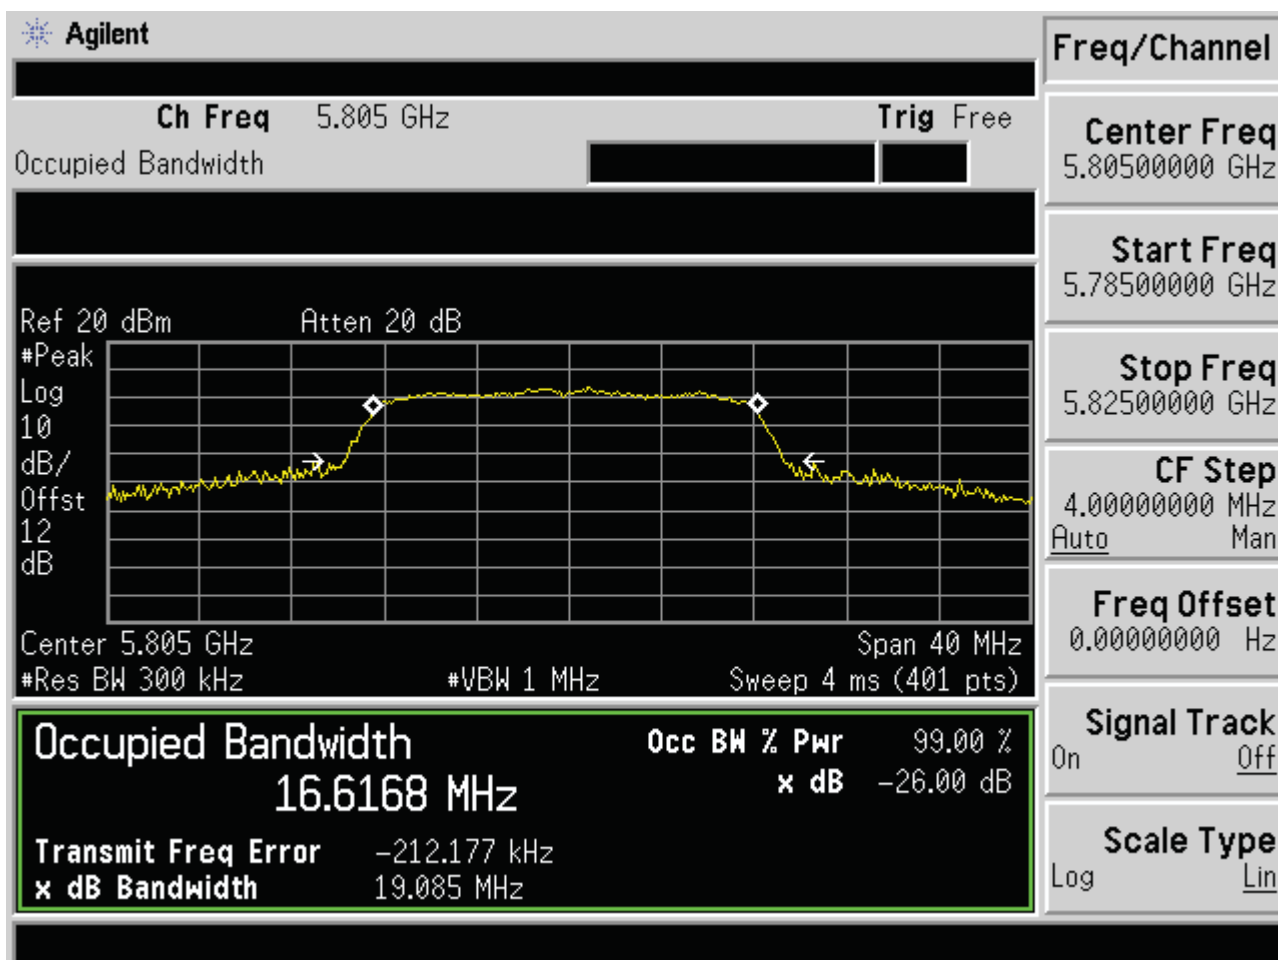 Agilent
Freq/Channel
Ch Freq 5.805 GHz Trig Free
Occupied Bandwidth
Center Freq
5.80500000 GHz
Start Freq
5.78500000 GHz
Stop Freq
5.82500000 GHz
CF Step
4.00000000 MHz
Auto Man
Freq Offset
0.00000000 Hz
Signal Track
On Off
Scale Type
Log Lin
Ref 20 dBm Atten 20 dB
#Peak
Log
10
dB/
Offst
12
dB
Center 5.805 GHz Span 40 MHz
#Res BW 300 kHz #VBW 1 MHz Sweep 4 ms (401 pts)
Occupied Bandwidth Occ BW % Pwr 99.00 %
16.6168 MHz x dB -26.00 dB
Transmit Freq Error -212.177 kHz
x dB Bandwidth 19.085 MHz